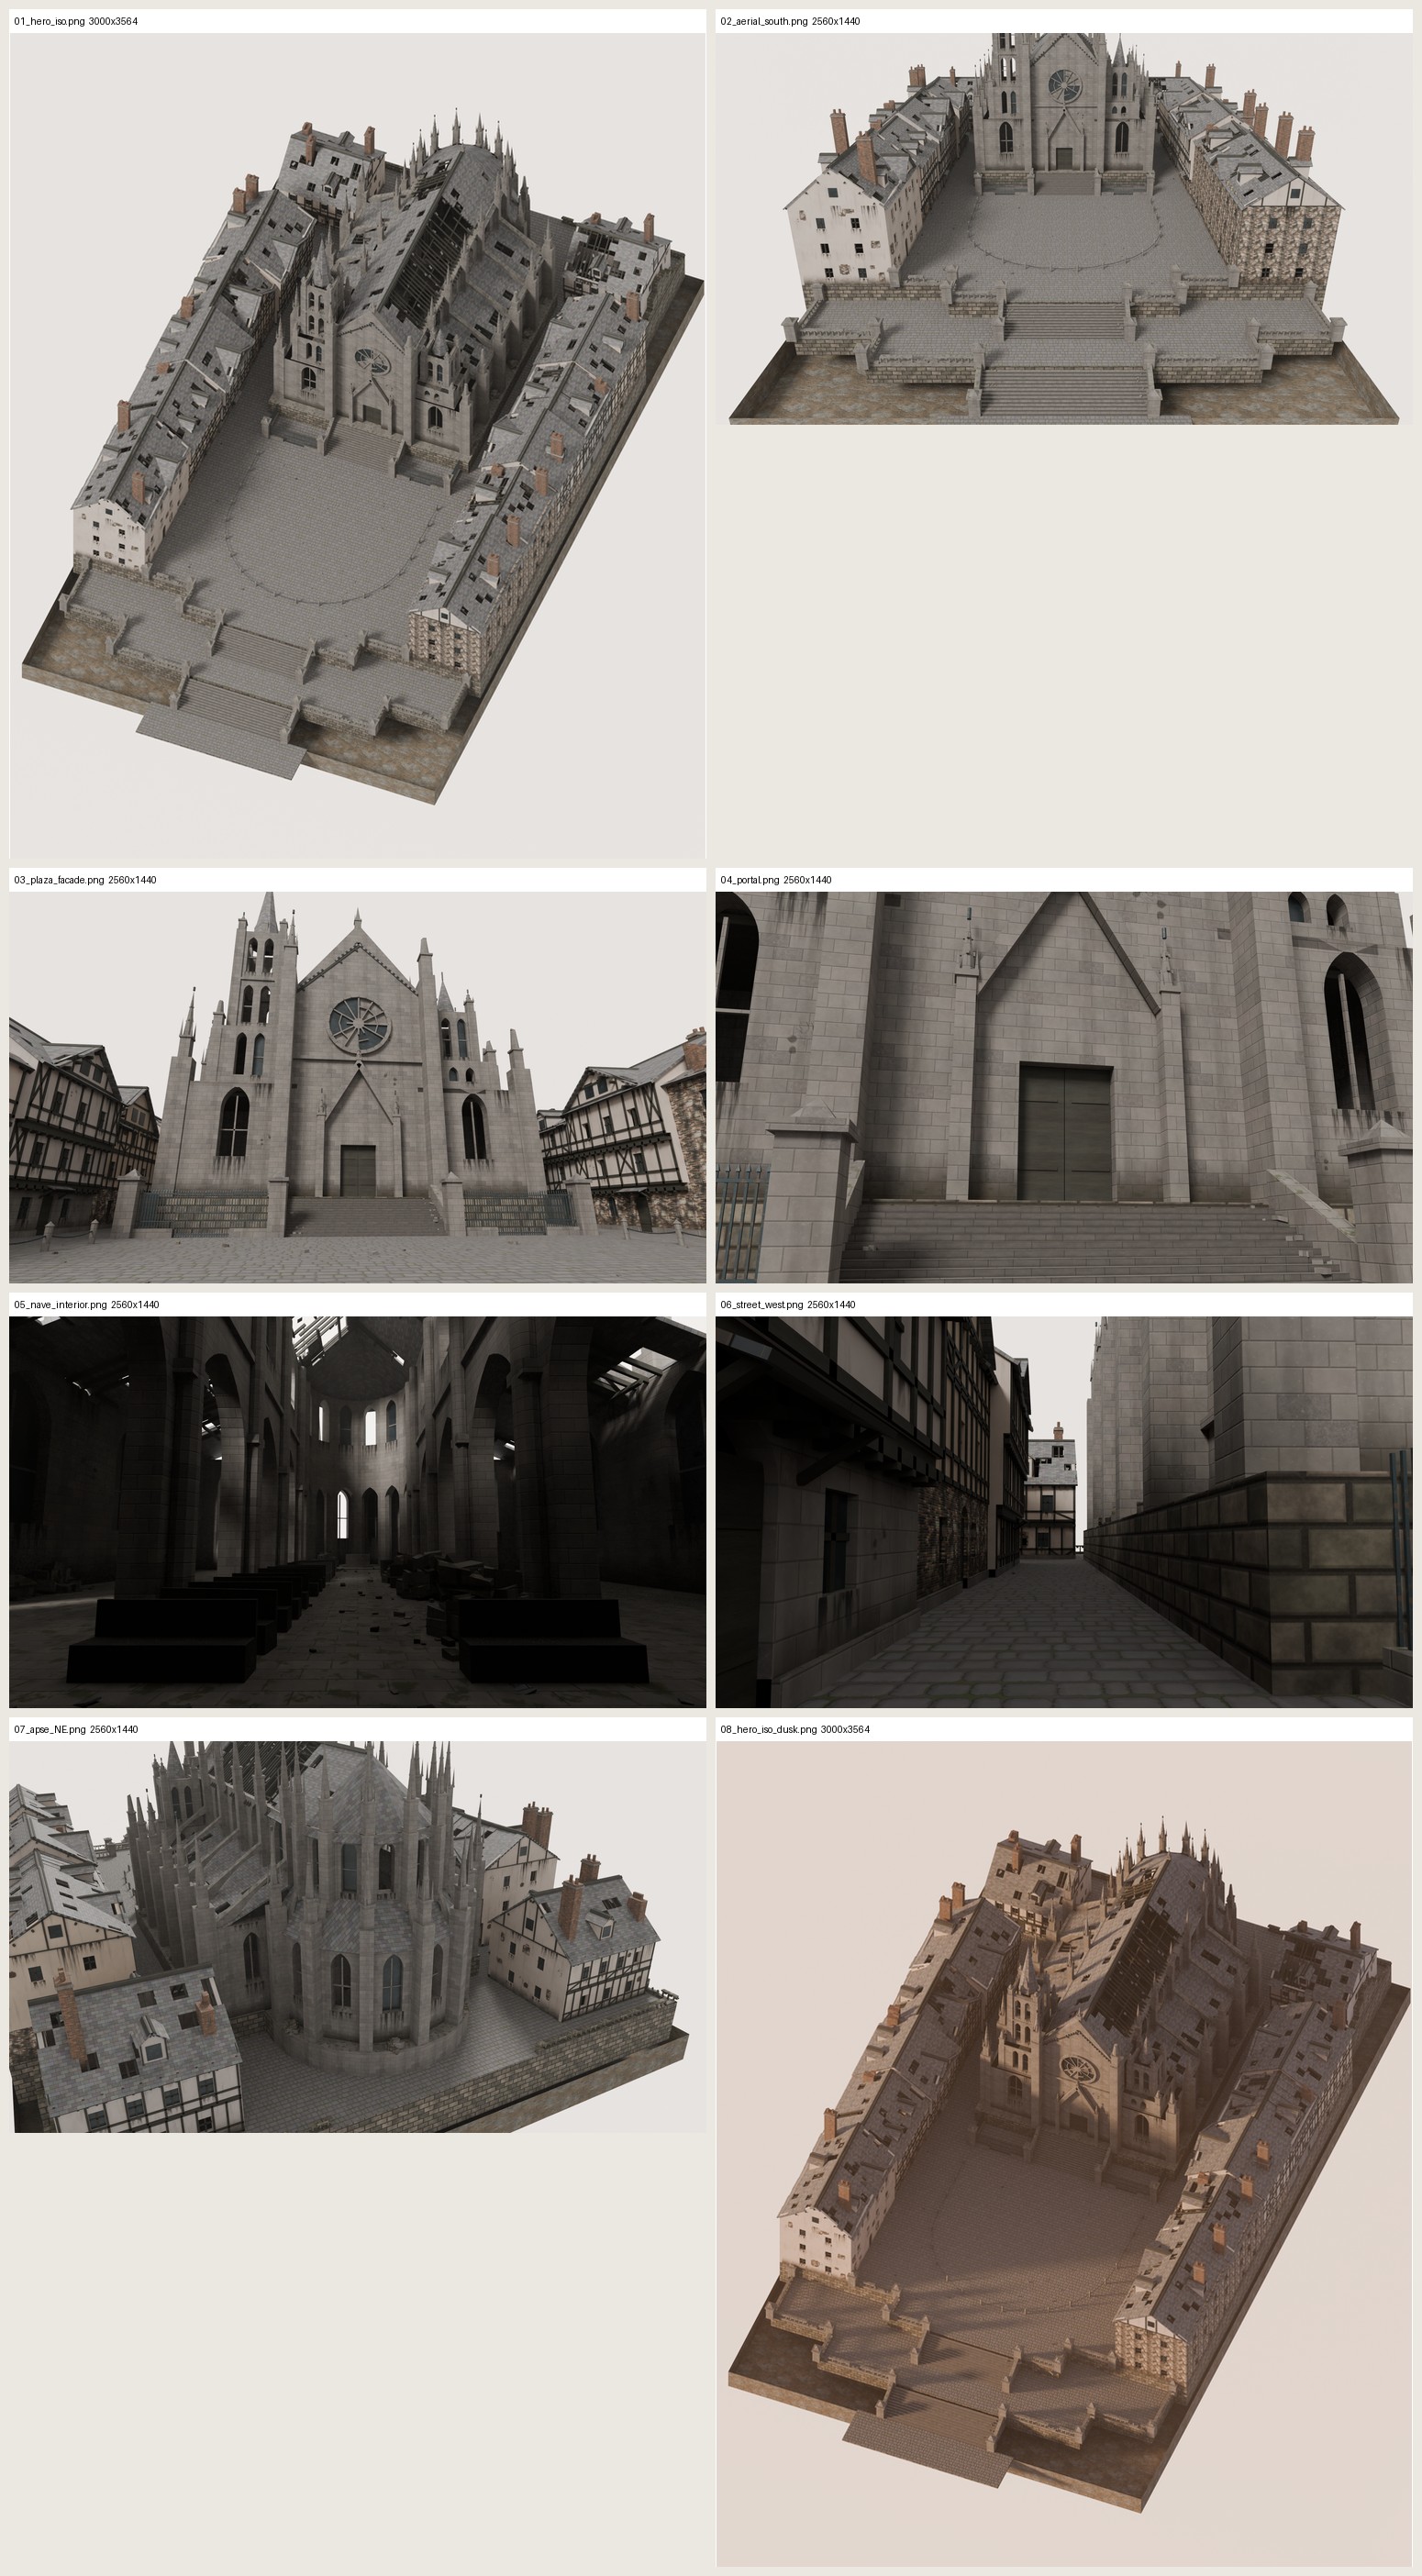 01_hero_iso.png 3000x3564
02_aerial_south.png 2560x1440
03_plaza_facade.png 2560x1440
04_portal.png 2560x1440
05_nave_interior.png 2560x1440
06_street_west.png 2560x1440
07_apse_NE.png 2560x1440
08_hero_iso_dusk.png 3000x3564